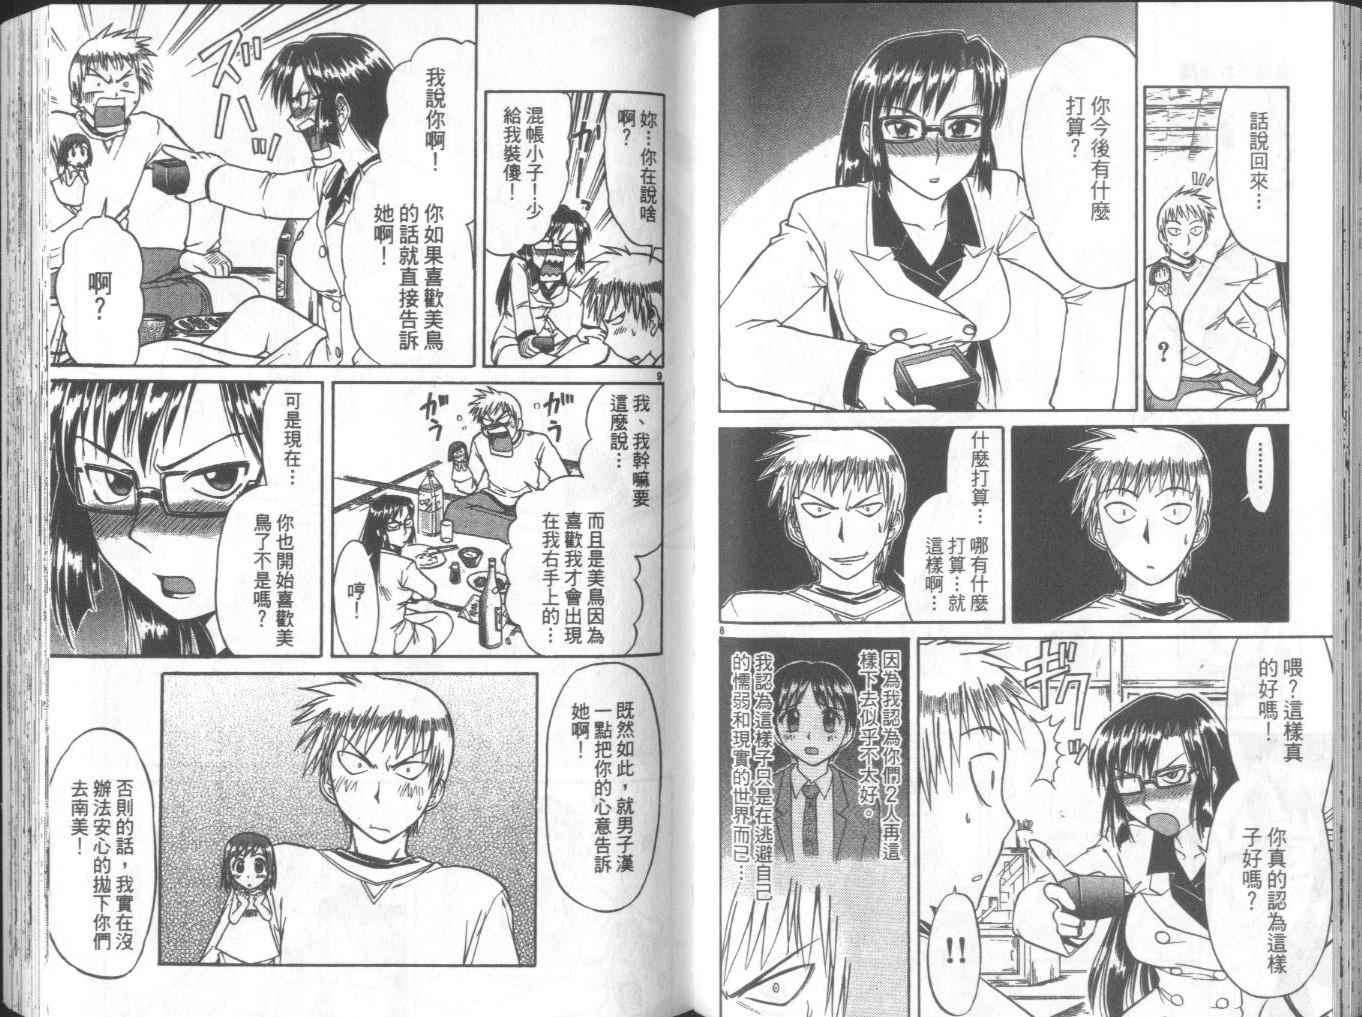 話說回來…
？
你今後有什麼
打算？
………
什麼打算…
哪有什麼
打算…就
這樣啊…
喂？這樣真
的好嗎！
你真的認為這樣
子好嗎？
!!
因為我認為你們2人再這
樣下去似乎不太好。
我認為這樣子只是在逃避自己
的懦弱和現實的世界而已…
8
妳…你在說啥
啊？
混帳小子！少
給我裝傻！
我說你啊！
你如果喜歡美鳥
的話就直接告訴
她啊！
啊？
9
我、我幹嘛要
這麼說…
而且是美鳥因為
喜歡我才會出現
在我右手上的…
哼！
可是現在…
你也開始喜歡美
鳥了不是嗎？
既然如此，就男子漢
一點把你的心意告訴
她啊！
否則的話，我實在沒
辦法安心的拋下你們
去南美！